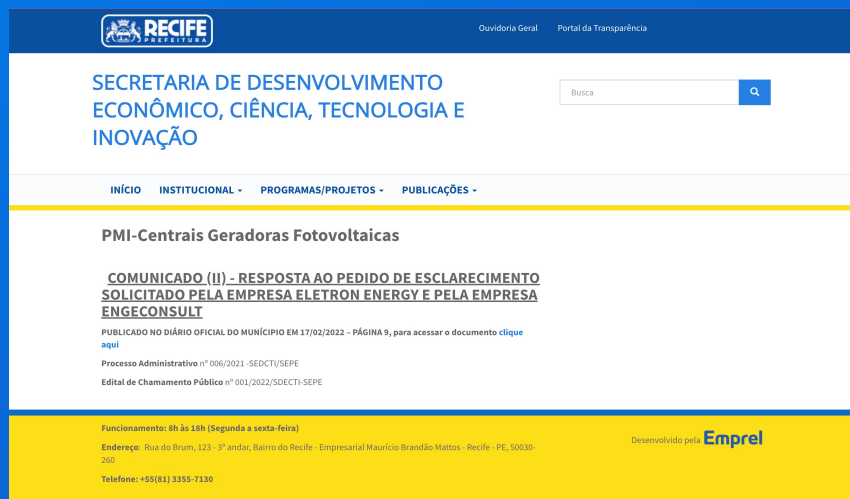 RECIFE
PREFEITURA
Ouvidoria Geral Portal da Transparência
SECRETARIA DE DESENVOLVIMENTO
ECONÔMICO, CIÊNCIA, TECNOLOGIA E
INOVAÇÃO
Busca
INÍCIO INSTITUCIONAL PROGRAMAS/PROJETOS PUBLICAÇÕES
PMI-Centrais Geradoras Fotovoltaicas
COMUNICADO (II) - RESPOSTA AO PEDIDO DE ESCLARECIMENTO
SOLICITADO PELA EMPRESA ELETRON ENERGY E PELA EMPRESA
ENGECONSULT
PUBLICADO NO DIÁRIO OFICIAL DO MUNÍCIPIO EM 17/02/2022 – PÁGINA 9, para acessar o documento clique
aqui
Processo Administrativo nº 006/2021 -SEDCTI/SEPE
Edital de Chamamento Público nº 001/2022/SDECTI-SEPE
Funcionamento: 8h às 18h (Segunda a sexta-feira)
Endereço: Rua do Brum, 123 - 3º andar, Bairro do Recife - Empresarial Maurício Brandão Mattos - Recife - PE, 50030-
260
Telefone: +55(81) 3355-7130
Desenvolvido pela Emprel